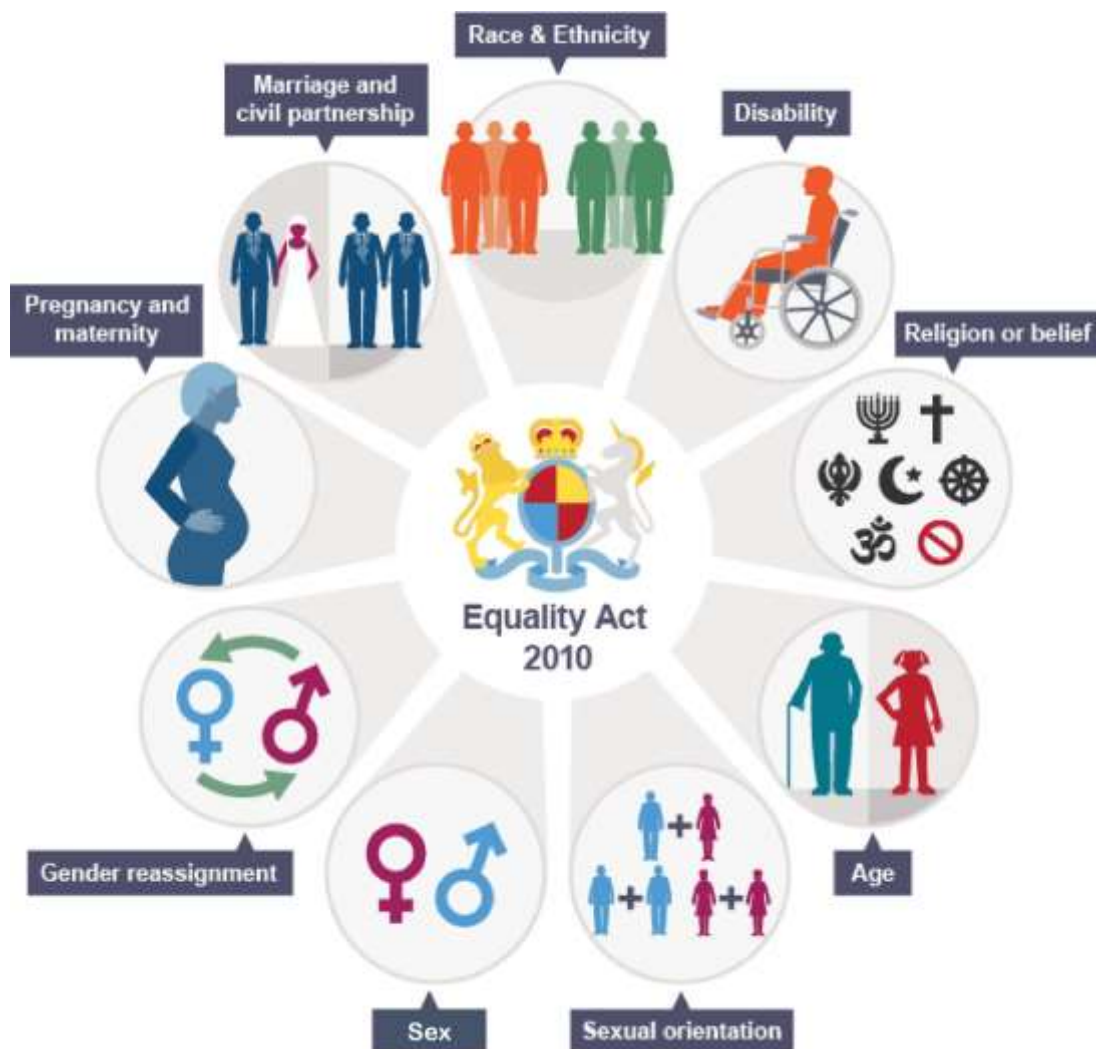 Race & Ethnicity
Marriage and
civil partnership
Disability
Pregnancy and
maternity
Religion or belief
Equality Act
2010
Gender reassignment
Age
Sex
Sexual orientation